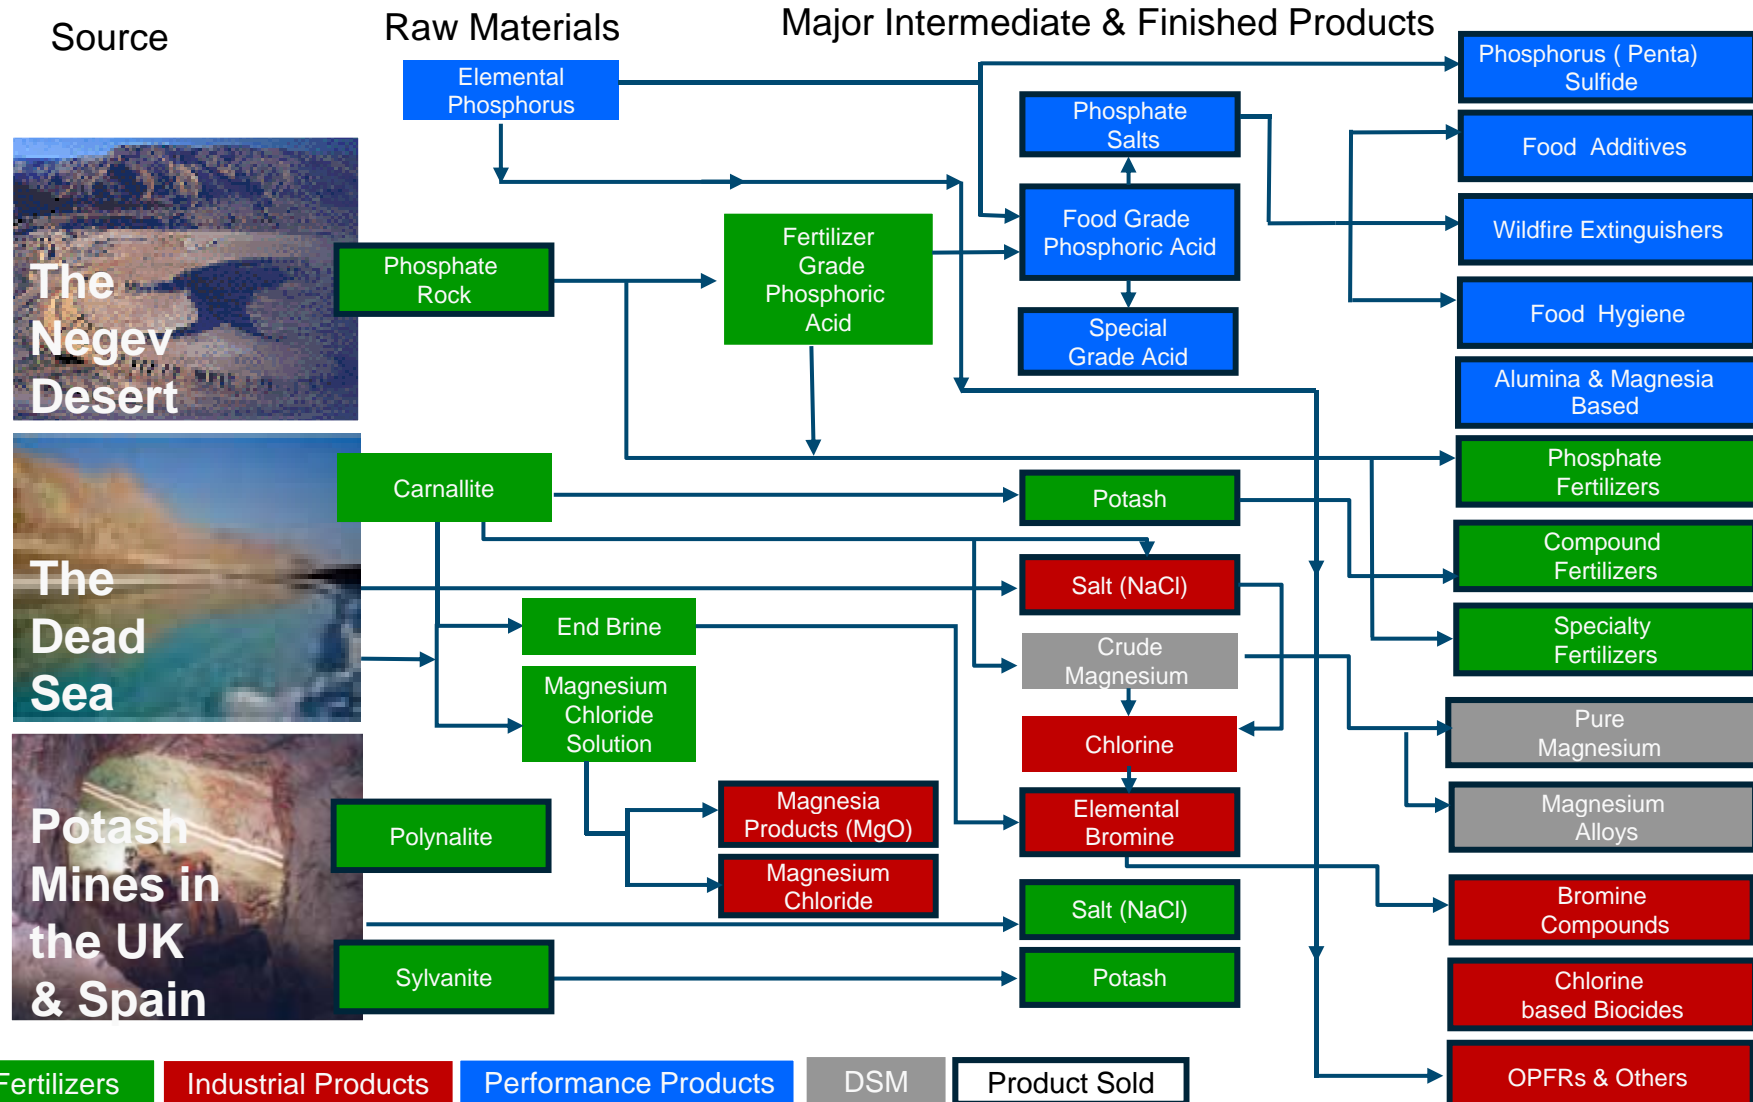 Source
Raw Materials
Major Intermediate & Finished Products
Elemental
Phosphorus
Phosphorus ( Penta)
Sulfide
Phosphate
Salts
Food Additives
The
Negev
Desert
Phosphate
Rock
Fertilizer
Grade
Phosphoric
Acid
Food Grade
Phosphoric Acid
Wildfire Extinguishers
Special
Grade Acid
Food Hygiene
Alumina & Magnesia
Based
Carnallite
Potash
Phosphate
Fertilizers
The
Dead
Sea
Salt (NaCl)
Compound
Fertilizers
End Brine
Crude
Magnesium
Specialty
Fertilizers
Magnesium
Chloride
Solution
Chlorine
Pure
Magnesium
Potash
Mines in
the UK
& Spain
Polynalite
Magnesia
Products (MgO)
Elemental
Bromine
Magnesium
Alloys
Magnesium
Chloride
Salt (NaCl)
Bromine
Compounds
Sylvanite
Potash
Chlorine
based Biocides
OPFRs & Others
Fertilizers
Industrial Products
Performance Products
DSM
Product Sold